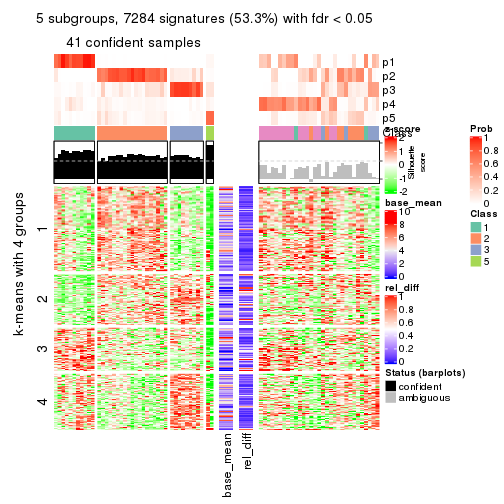 5 subgroups, 7284 signatures (53.3%) with fdr < 0.05
41 confident samples
p1
p2
p3
p4
p5
Class
Silhouette
score
k-means with 4 groups
1
2
3
4
base_mean
rel_diff
z-score
2
1
0
-1
-2
base_mean
10
8
6
4
2
0
rel_diff
1
0.8
0.6
0.4
0.2
0
Status (barplots)
confident
ambiguous
Prob
1
0.8
0.6
0.4
0.2
0
Class
1
2
3
5